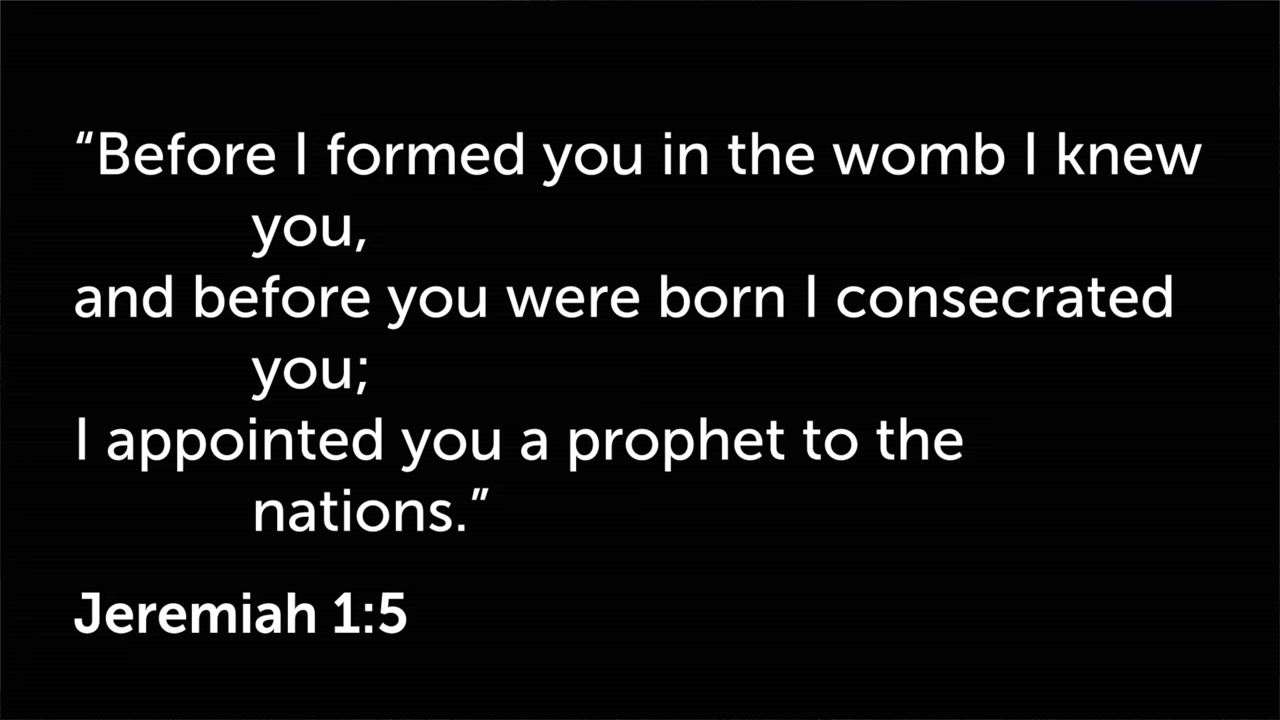 “Before I formed you in the womb I knew
you,
and before you were born I consecrated
you;
I appointed you a prophet to the
nations.”
Jeremiah 1:5